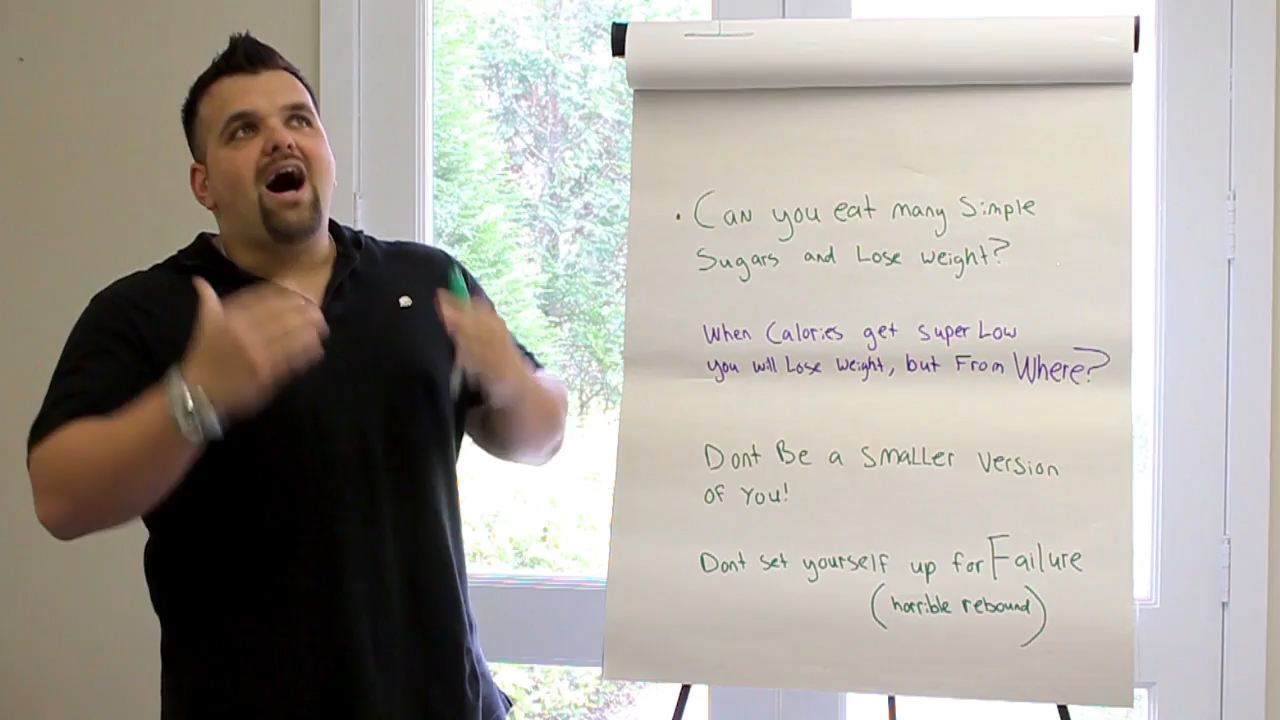 • Can you eat many Simple
Sugars and Lose weight?
When Calories get super Low
you will Lose weight, but From Where?
Dont Be a smaller version
of You!
Dont set yourself up for Failure
(horrible rebound)